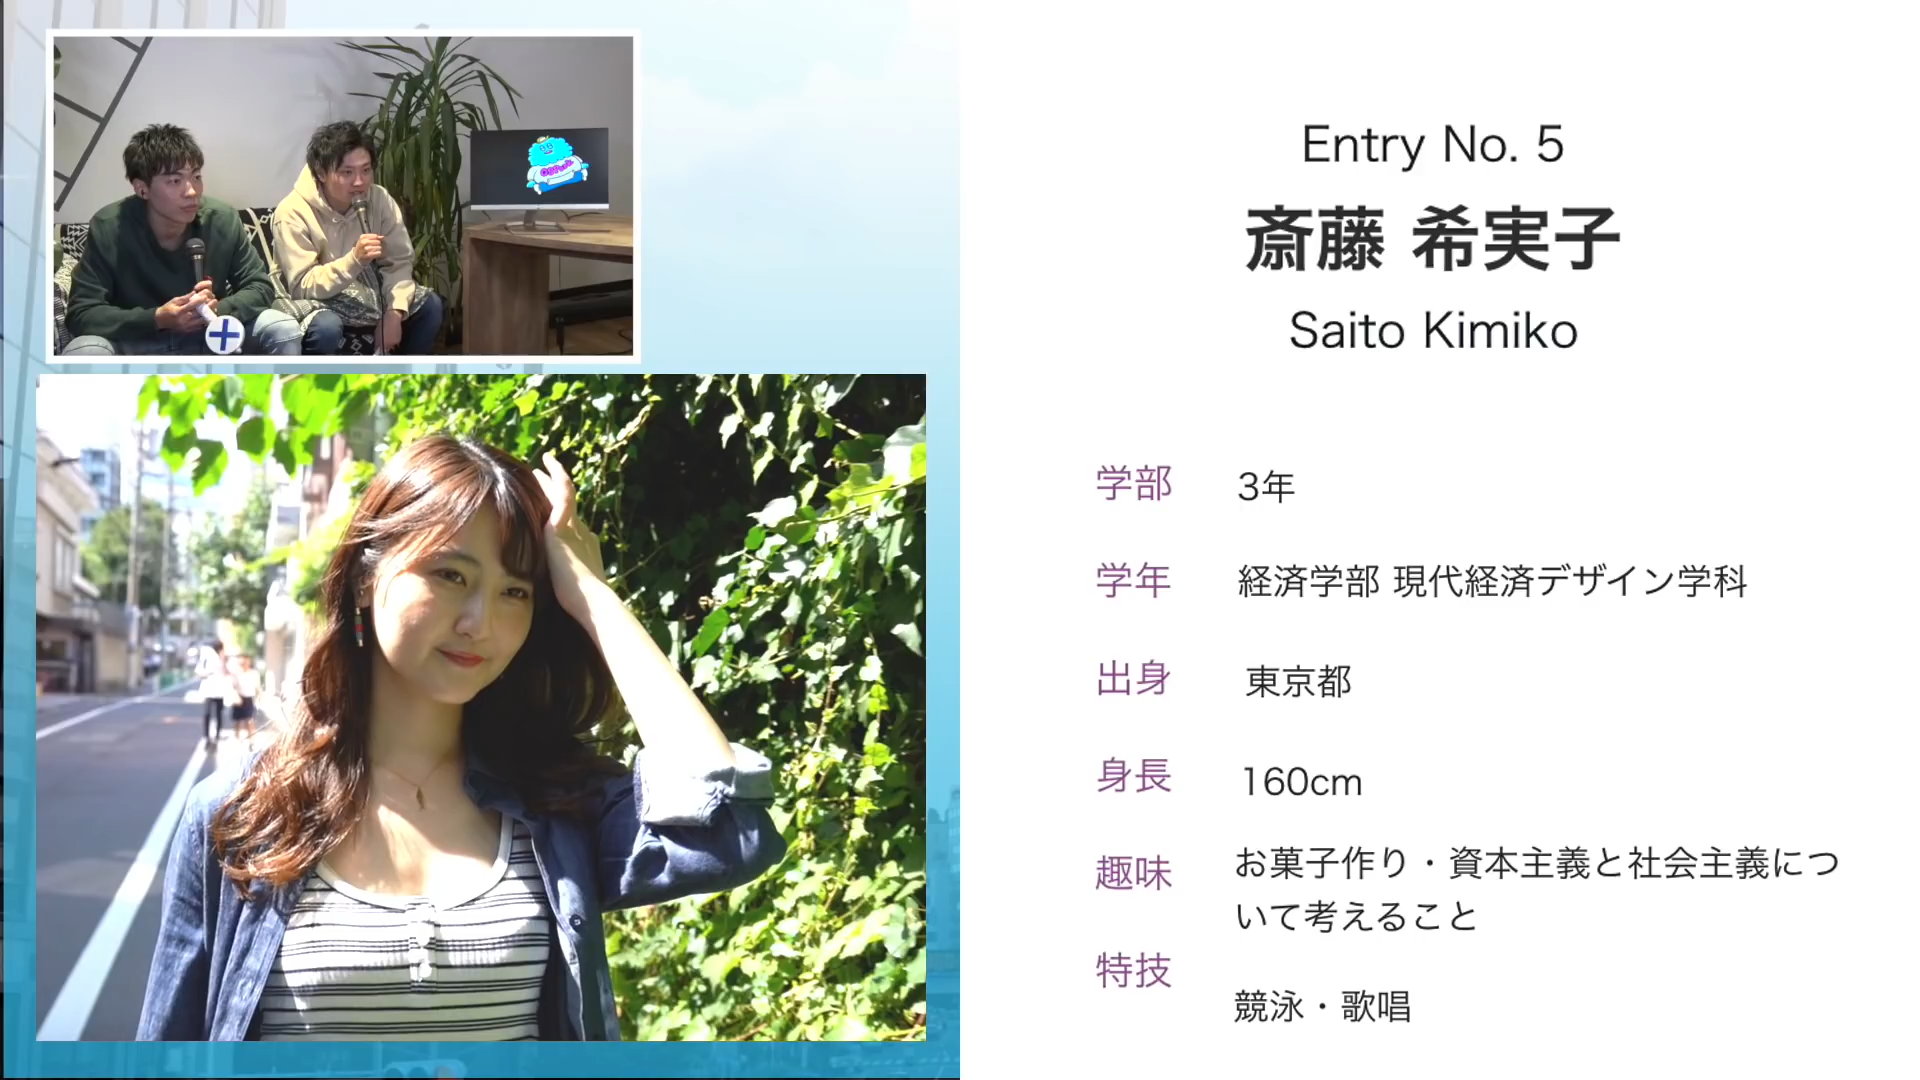 Entry No. 5
斎藤 希実子
Saito Kimiko
学部 3年
学年 経済学部 現代経済デザイン学科
出身 東京都
身長 160cm
趣味 お菓子作り・資本主義と社会主義につ
いて考えること
特技 競泳・歌唱